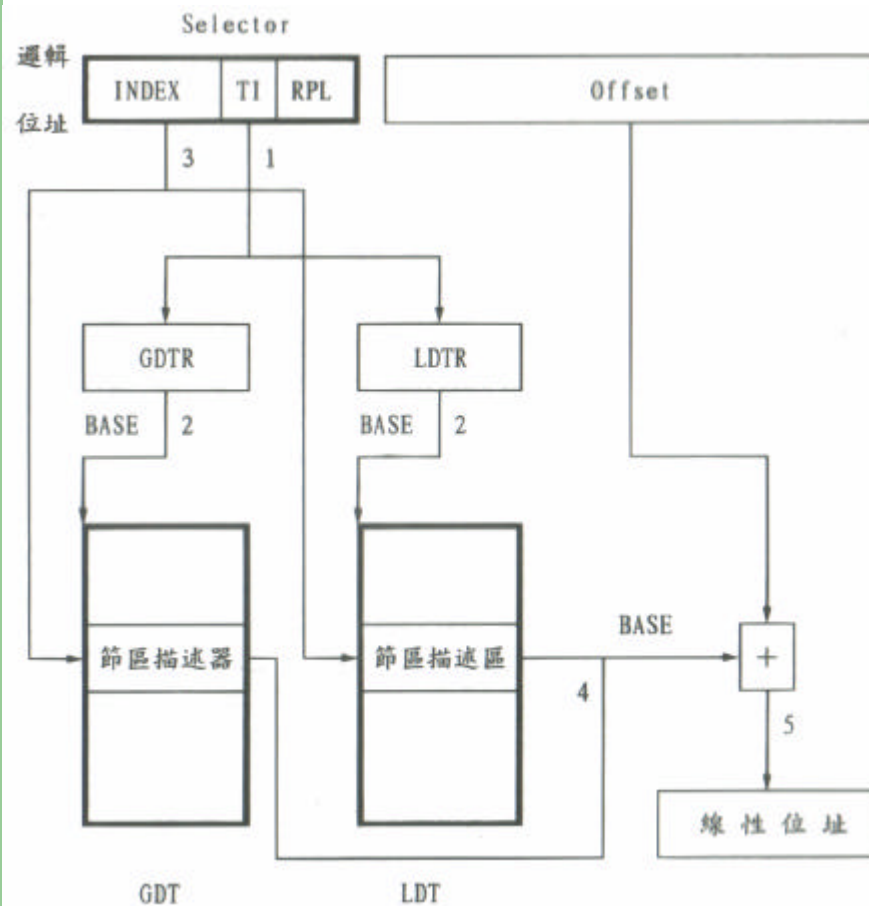 Selector
邏輯
位址
INDEX TI RPL
Offset
3 1
GDTR LDTR
BASE 2 BASE 2
節區描述器 節區描述區
BASE
+
4
5
線性位址
GDT LDT